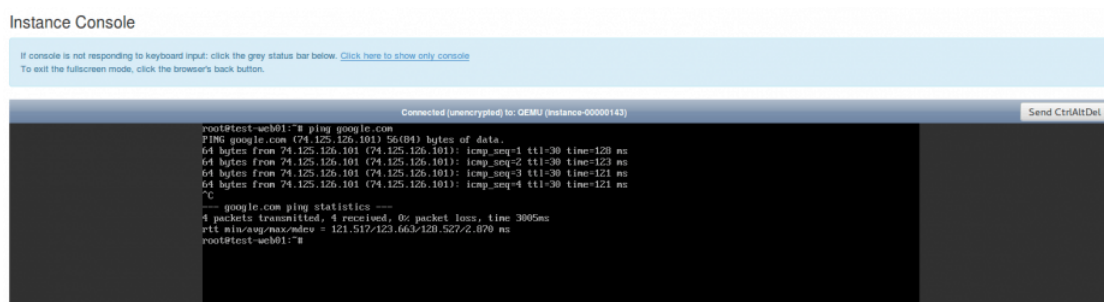 Instance Console
If console is not responding to keyboard input: click the grey status bar below. Click here to show only console
To exit the fullscreen mode, click the browser's back button.
Connected (unencrypted) to: QEMU (instance-00000143)
Send CtrlAltDel
root@test-web01:~# ping google.com
PING google.com (74.125.126.101) 56(84) bytes of data.
64 bytes from 74.125.126.101 (74.125.126.101): icmp_seq=1 ttl=30 time=128 ms
64 bytes from 74.125.126.101 (74.125.126.101): icmp_seq=2 ttl=30 time=123 ms
64 bytes from 74.125.126.101 (74.125.126.101): icmp_seq=3 ttl=30 time=121 ms
64 bytes from 74.125.126.101 (74.125.126.101): icmp_seq=4 ttl=30 time=121 ms
^C
--- google.com ping statistics ---
4 packets transmitted, 4 received, 0% packet loss, time 3005ms
rtt min/avg/max/mdev = 121.517/123.663/128.527/2.870 ms
root@test-web01:~#